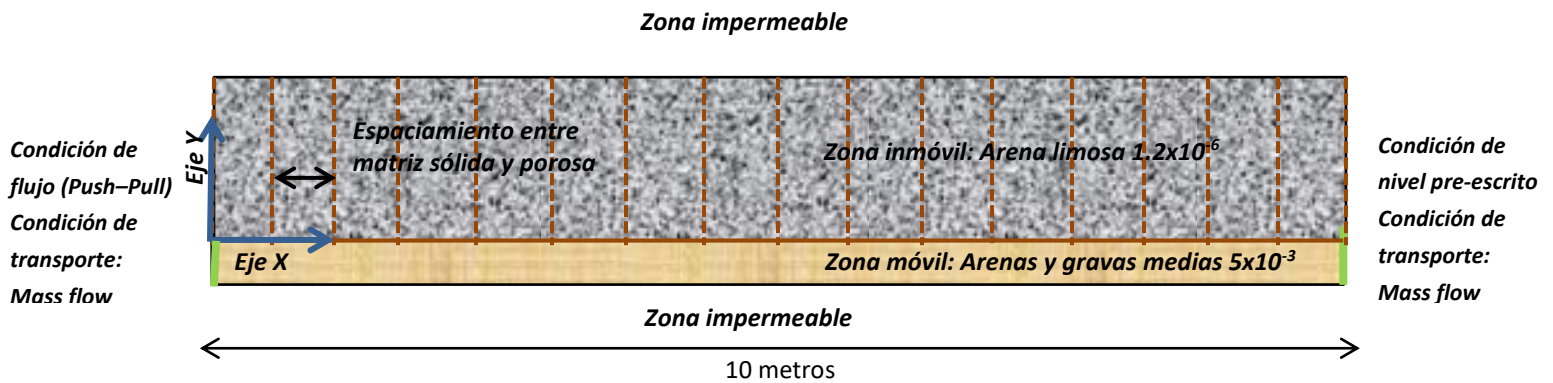 Zona impermeable
Condición de
flujo (Push–Pull)
Condición de
transporte:
Mass flow
Eje Y
Espaciamiento entre
matriz sólida y porosa
Zona inmóvil: Arena limosa 1.2x10⁻⁶
Eje X
Zona móvil: Arenas y gravas medias 5x10⁻³
Condición de
nivel pre-escrito
Condición de
transporte:
Mass flow
Zona impermeable
10 metros